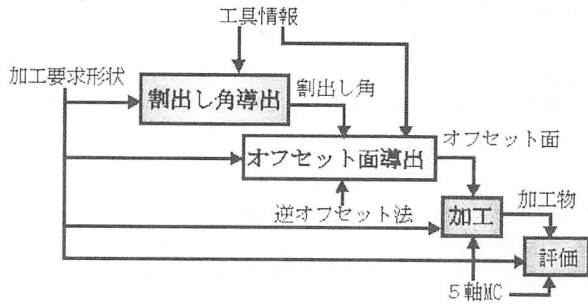 工具情報
加工要求形状
割出し角導出
割出し角
オフセット面導出
オフセット面
逆オフセット法
加工
加工物
評価
5軸MC